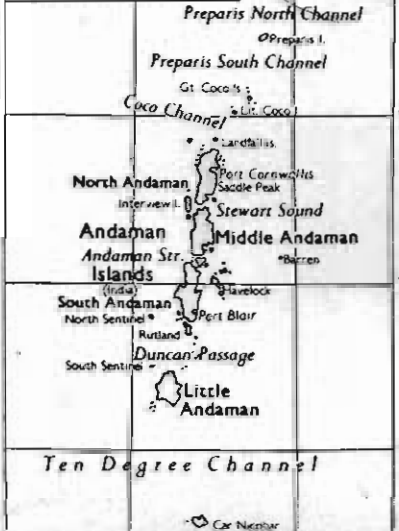 Preparis North Channel
Preparis I.
Preparis South Channel
Gt. Coco Is.
Coco Channel
Lit. Coco I.
Landfall Is.
Port Cornwallis
North Andaman
Saddle Peak
Interview I.
Stewart Sound
Andaman
Middle Andaman
Andaman Str.
Barren
Islands
(India)
Havelock
South Andaman
North Sentinel
Port Blair
Rutland
Duncan Passage
South Sentinel
Little
Andaman
Ten Degree Channel
Car Nicobar